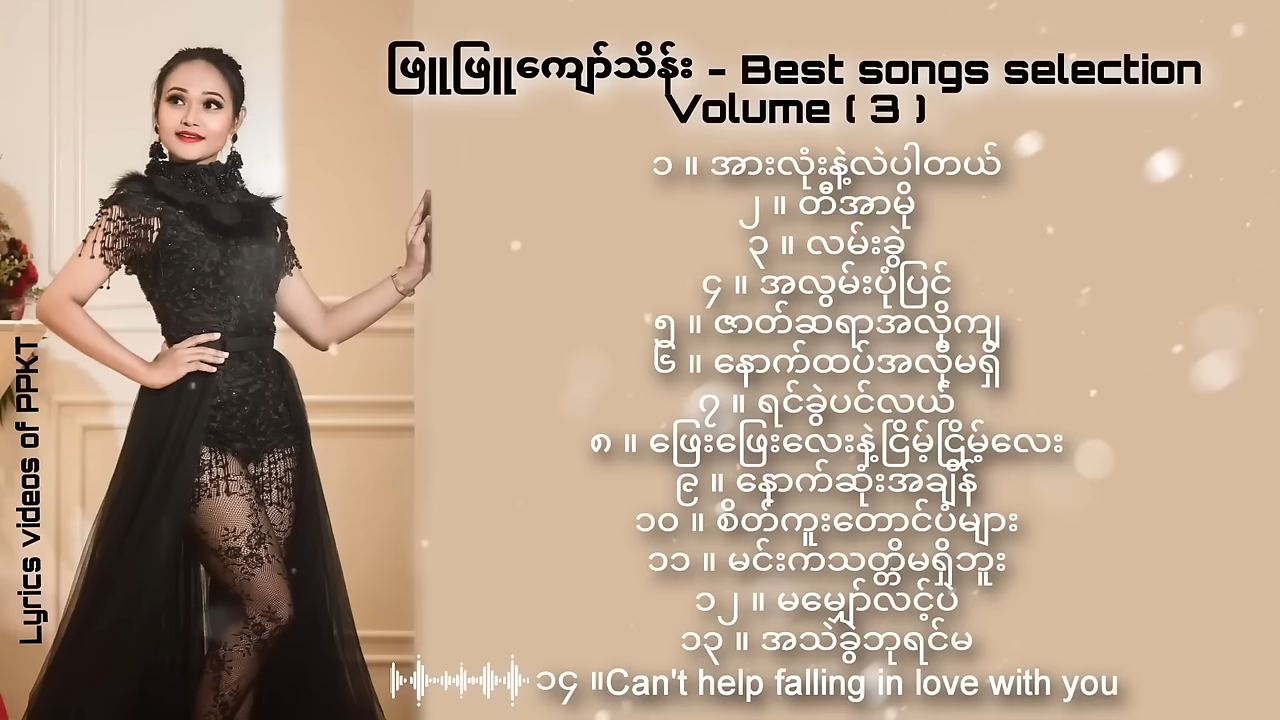 ဖြူဖြူကျော်သိန်း - Best songs selection
Volume ( 3 )
၁ ။ အားလုံးနဲ့လဲပါတယ်
၂ ။ တီအာမို
၃ ။ လမ်းခွဲ
၄ ။ အလွမ်းပုံပြင်
၅ ။ ဇာတ်ဆရာအလိုကျ
၆ ။ နောက်ထပ်အလိုမရှိ
၇ ။ ရင်ခွဲပင်လယ်
၈ ။ ဖြေးဖြေးလေးနဲ့ငြိမ့်ငြိမ့်လေး
၉ ။ နောက်ဆုံးအချိန်
၁၀ ။ စိတ်ကူးတောင်ပံများ
၁၁ ။ မင်းကသတ္တိမရှိဘူး
၁၂ ။ မမျှော်လင့်ပဲ
၁၃ ။ အသဲခွဲဘုရင်မ
၁၄ ။Can't help falling in love with you
Lyrics videos of PPKT